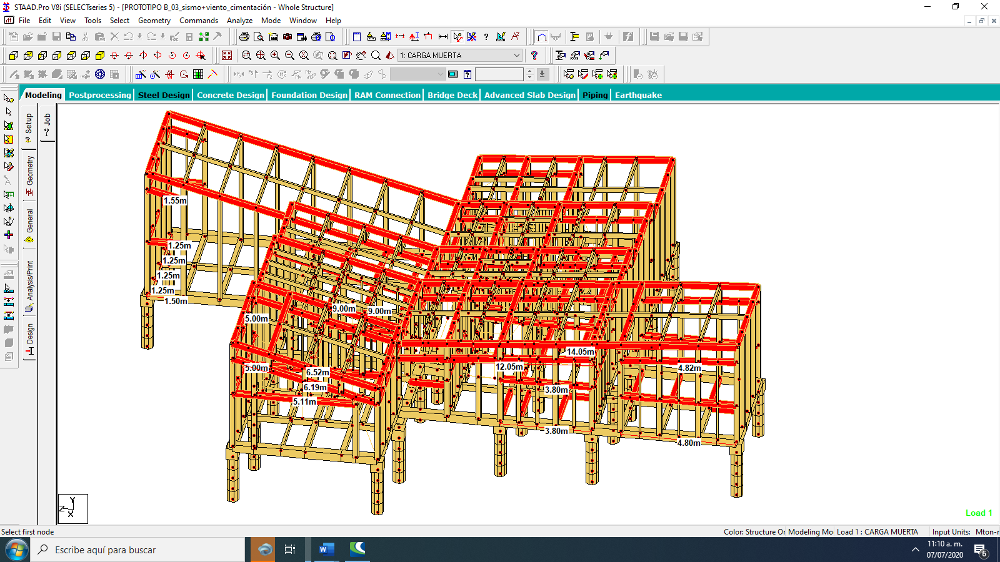 STAAD.Pro V8i (SELECTseries 5) - [PROTOTIPO B_03_sismo+viento_cimentación - Whole Structure]
File Edit View Tools Select Geometry Commands Analyze Mode Window Help
1: CARGA MUERTA
Modeling Postprocessing Steel Design Concrete Design Foundation Design RAM Connection Bridge Deck Advanced Slab Design Piping Earthquake
Setup
Job
Geometry
General
Analysis/Print
Design
1.55m
1.25m
1.25m
1.25m
1.25m
1.50m
9.00m
9.00m
5.00m
14.05m
12.05m
4.82m
5.00m
6.52m
6.19m
3.80m
5.11m
3.80m
4.80m
Y
Z
X
Load 1
Select first node
Color: Structure Or Modeling Mo Load 1 : CARGA MUERTA Input Units: Mton-r
Escribe aquí para buscar
11:10 a. m.
07/07/2020
6